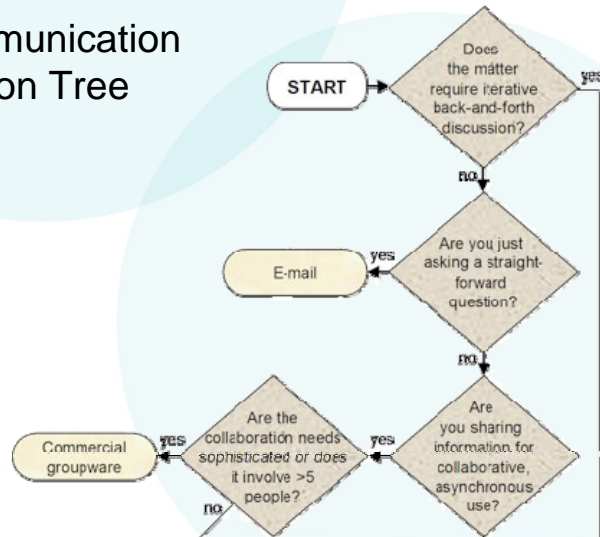 munication
on Tree
START
Does
the matter
require iterative
back-and-forth
discussion?
yes
no
Are you just
asking a straight-
forward
question?
yes
E-mail
no
Are
you sharing
information for
collaborative,
asynchronous
use?
yes
Are the
collaboration needs
sophisticated or does
it involve >5
people?
yes
Commercial
groupware
no